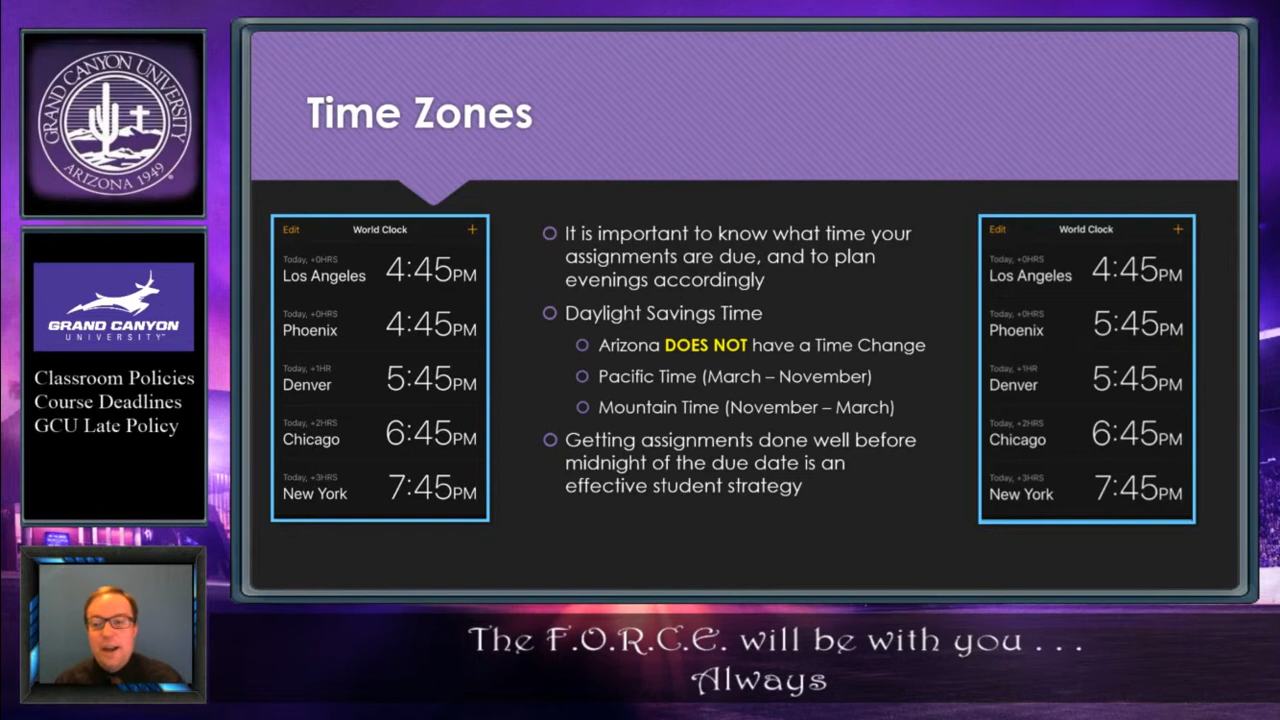 GRAND CANYON UNIVERSITY
ARIZONA 1949
GRAND CANYON
UNIVERSITY™
Classroom Policies
Course Deadlines
GCU Late Policy
Time Zones
Edit World Clock +
Today, +0HRS
Los Angeles 4:45PM
Today, +0HRS
Phoenix 4:45PM
Today, +1HR
Denver 5:45PM
Today, +2HRS
Chicago 6:45PM
Today, +3HRS
New York 7:45PM
It is important to know what time your
assignments are due, and to plan
evenings accordingly
Daylight Savings Time
Arizona DOES NOT have a Time Change
Pacific Time (March – November)
Mountain Time (November – March)
Getting assignments done well before
midnight of the due date is an
effective student strategy
Edit World Clock +
Today, +0HRS
Los Angeles 4:45PM
Today, +0HRS
Phoenix 5:45PM
Today, +1HR
Denver 5:45PM
Today, +2HRS
Chicago 6:45PM
Today, +3HRS
New York 7:45PM
The F.O.R.C.E. will be with you . . .
Always